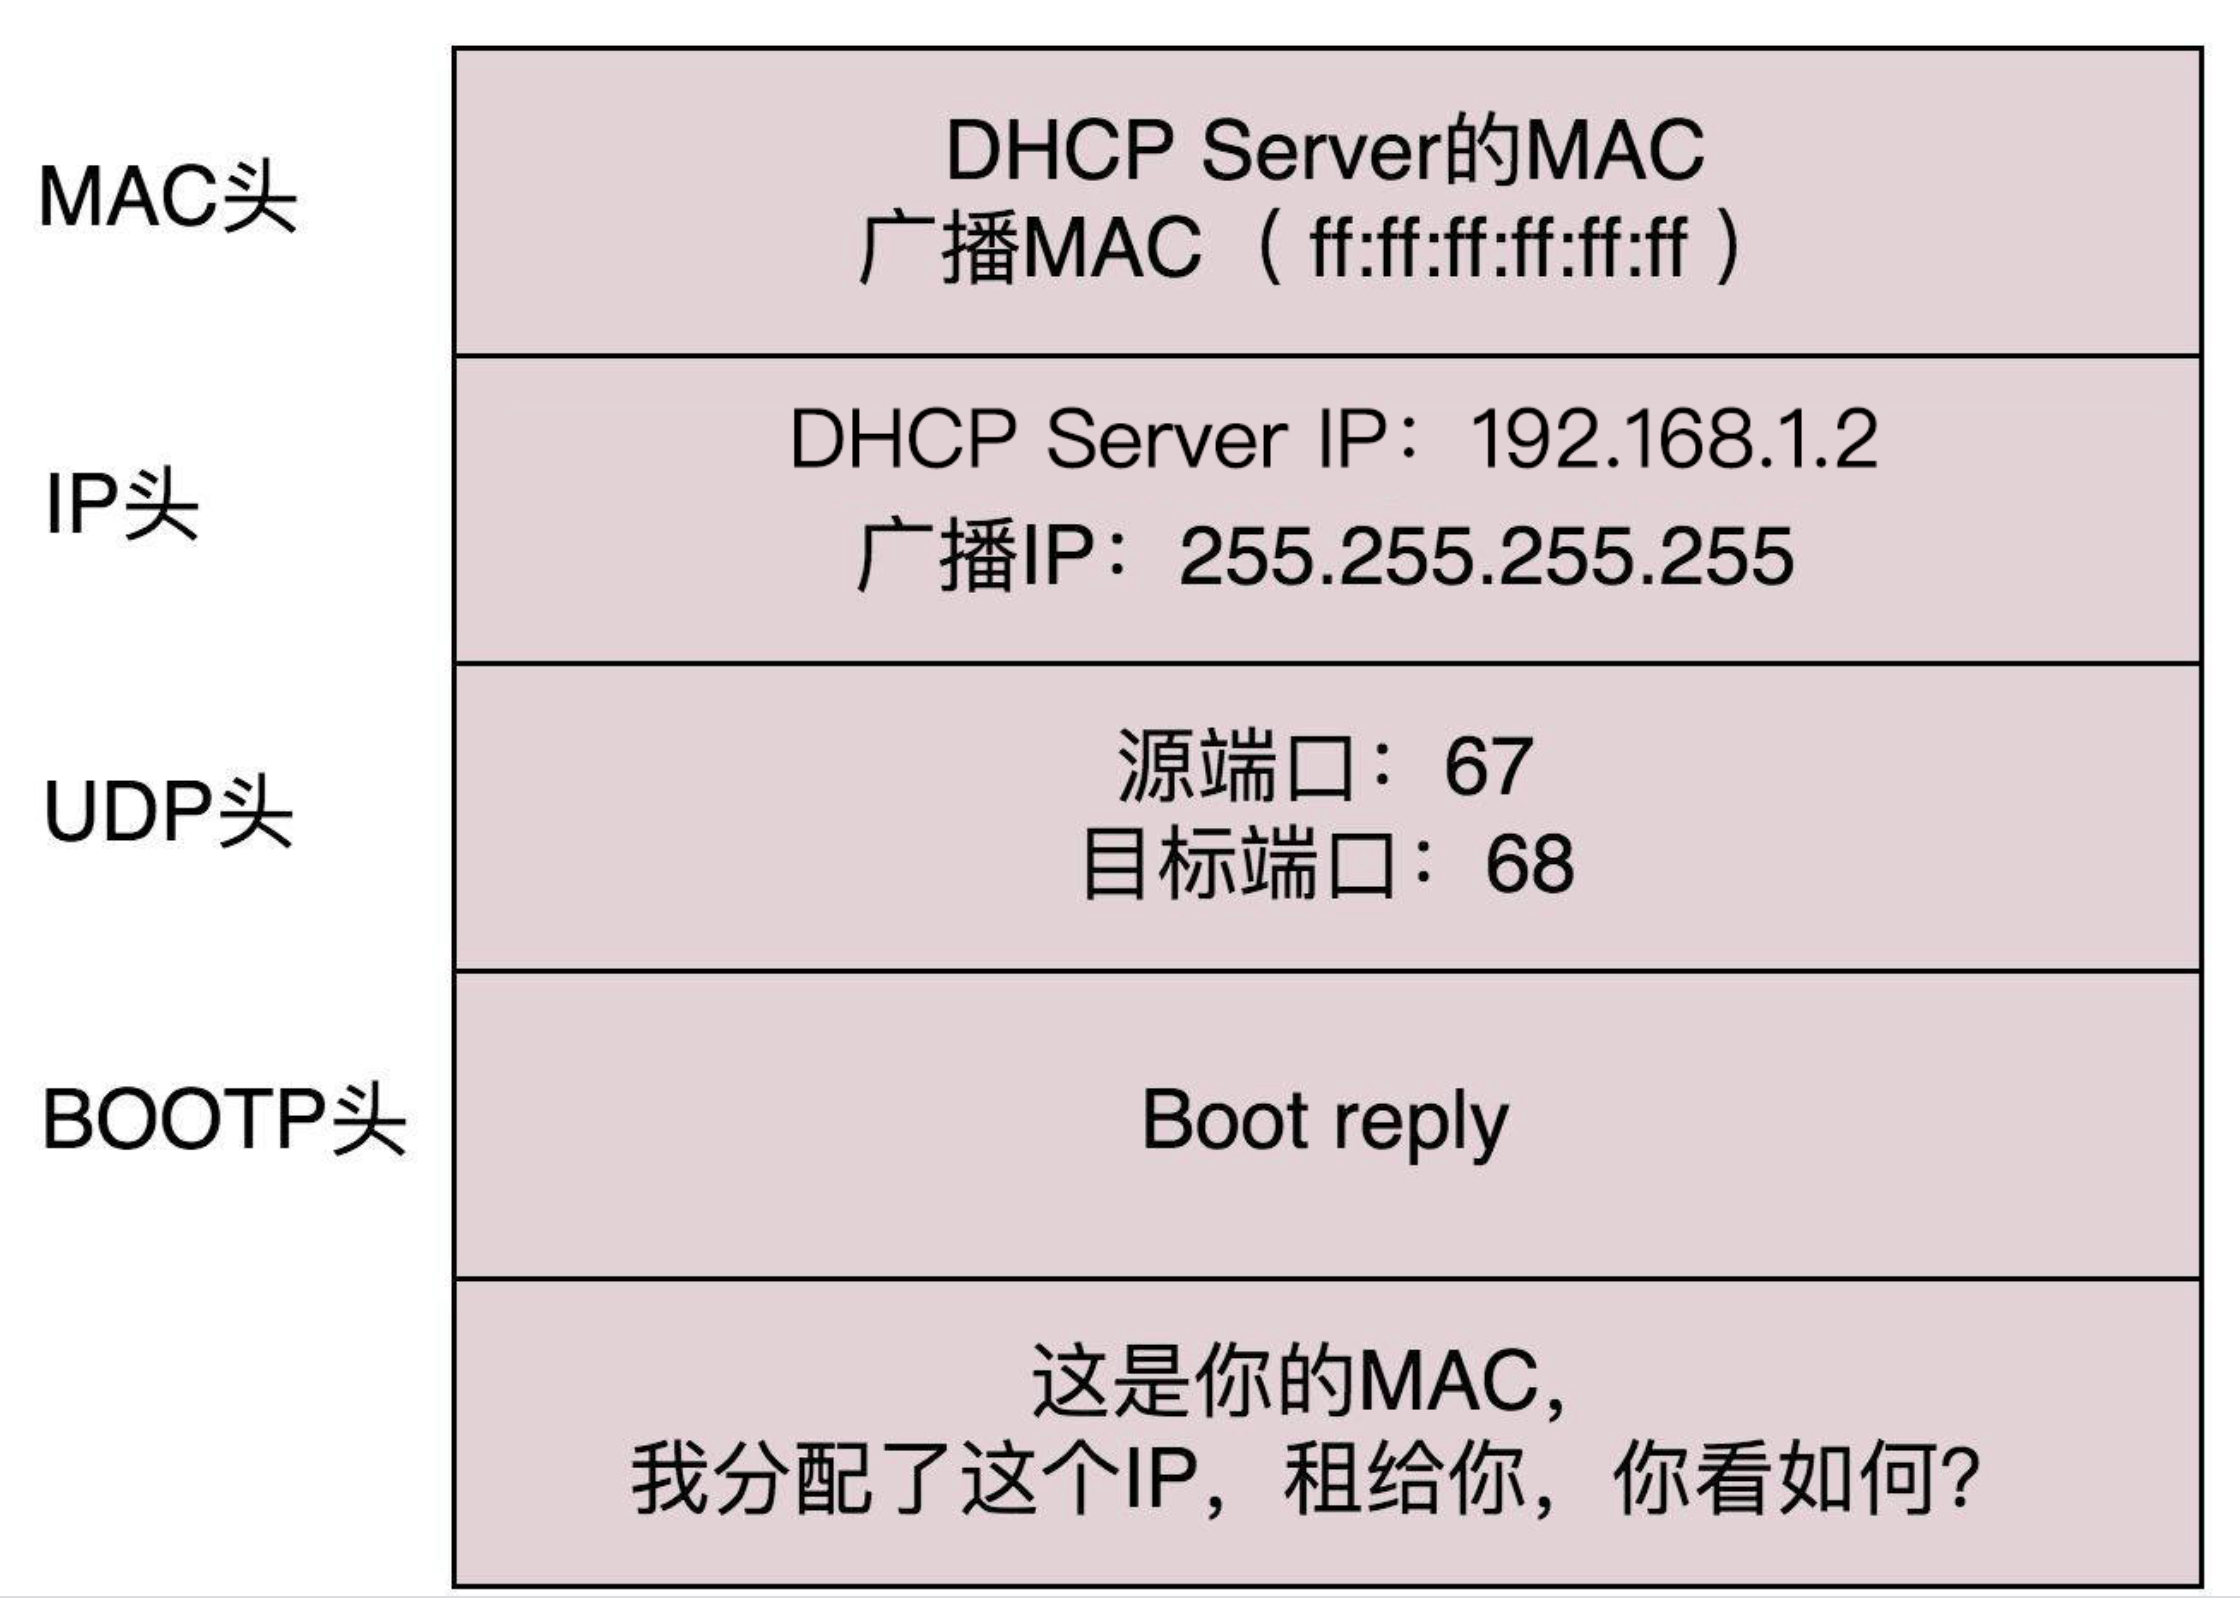 MAC头
DHCP Server的MAC
广播MAC（ff:ff:ff:ff:ff:ff）
IP头
DHCP Server IP：192.168.1.2
广播IP：255.255.255.255
UDP头
源端口：67
目标端口：68
BOOTP头
Boot reply
这是你的MAC，
我分配了这个IP，租给你，你看如何？